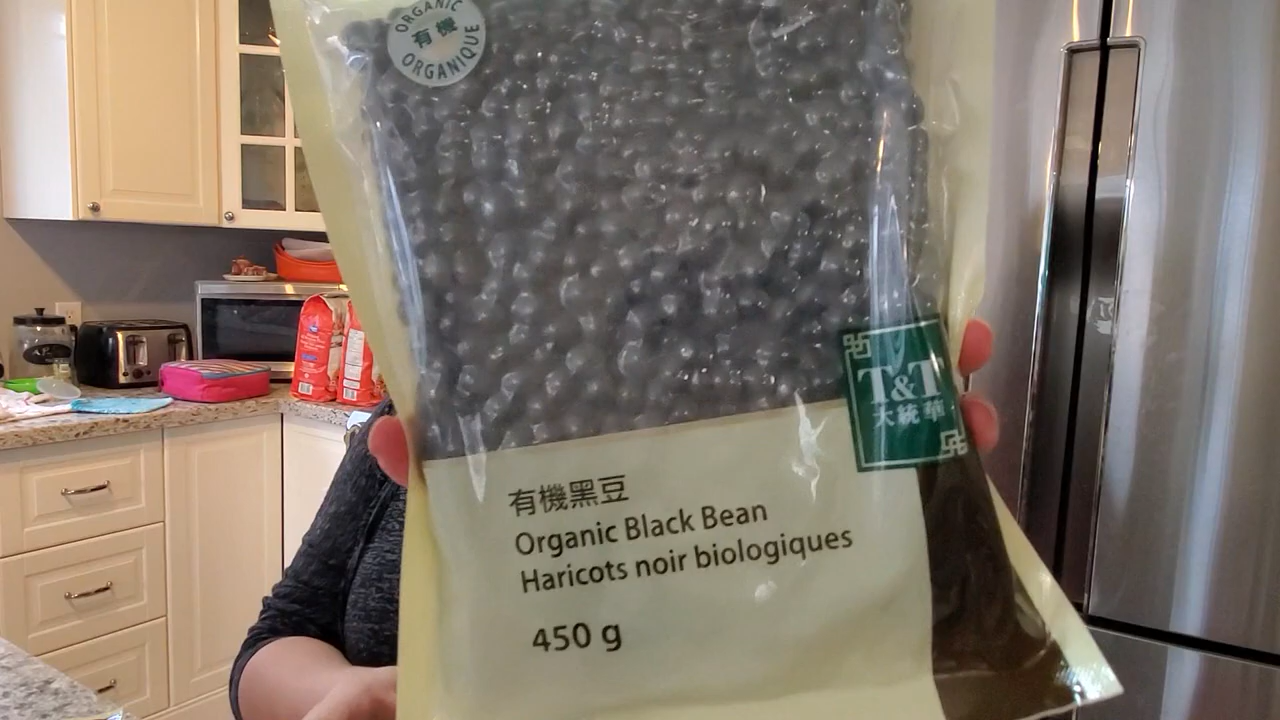 ORGANIC
有機
ORGANIQUE
T&T
大統華
有機黑豆
Organic Black Bean
Haricots noir biologiques
450 g